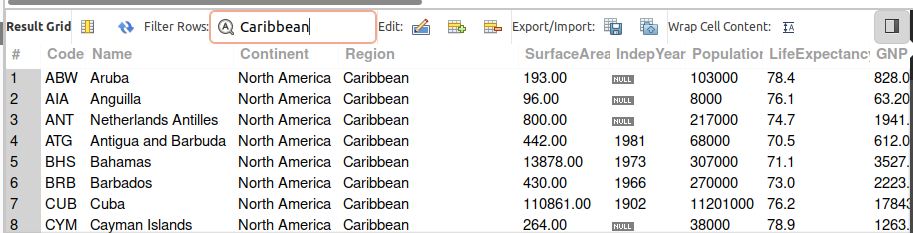 Result Grid Filter Rows: Caribbean Edit: Export/Import: Wrap Cell Content: IA
# Code Name Continent Region SurfaceArea IndepYear Population LifeExpectancy GNP
1 ABW Aruba North America Caribbean 193.00 NULL 103000 78.4 828.0
2 AIA Anguilla North America Caribbean 96.00 NULL 8000 76.1 63.20
3 ANT Netherlands Antilles North America Caribbean 800.00 NULL 217000 74.7 1941.
4 ATG Antigua and Barbuda North America Caribbean 442.00 1981 68000 70.5 612.0
5 BHS Bahamas North America Caribbean 13878.00 1973 307000 71.1 3527.
6 BRB Barbados North America Caribbean 430.00 1966 270000 73.0 2223.
7 CUB Cuba North America Caribbean 110861.00 1902 11201000 76.2 17843
8 CYM Cayman Islands North America Caribbean 264.00 NULL 38000 78.9 1263.